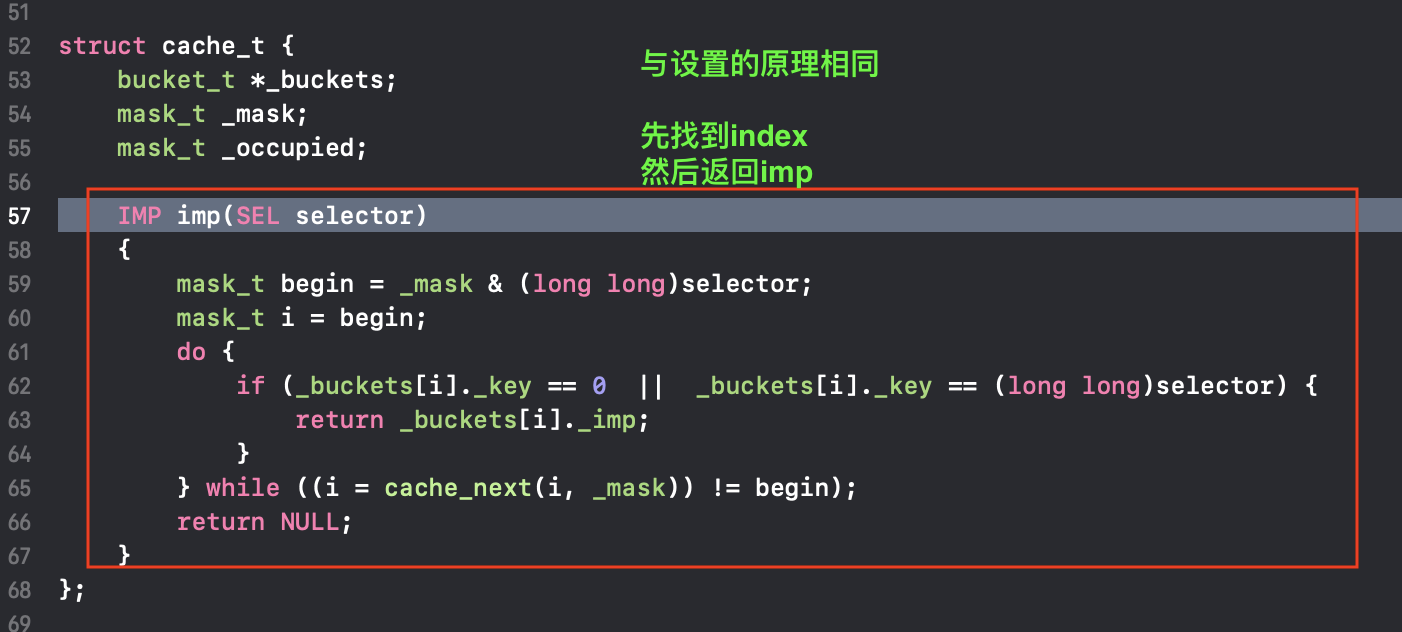 51
52 struct cache_t {
与设置的原理相同
53 bucket_t *_buckets;
54 mask_t _mask;
先找到index
55 mask_t _occupied;
然后返回imp
56
57 IMP imp(SEL selector)
58 {
59 mask_t begin = _mask & (long long)selector;
60 mask_t i = begin;
61 do {
62 if (_buckets[i]._key == 0  ||  _buckets[i]._key == (long long)selector) {
63 return _buckets[i]._imp;
64 }
65 } while ((i = cache_next(i, _mask)) != begin);
66 return NULL;
67 }
68 };
69